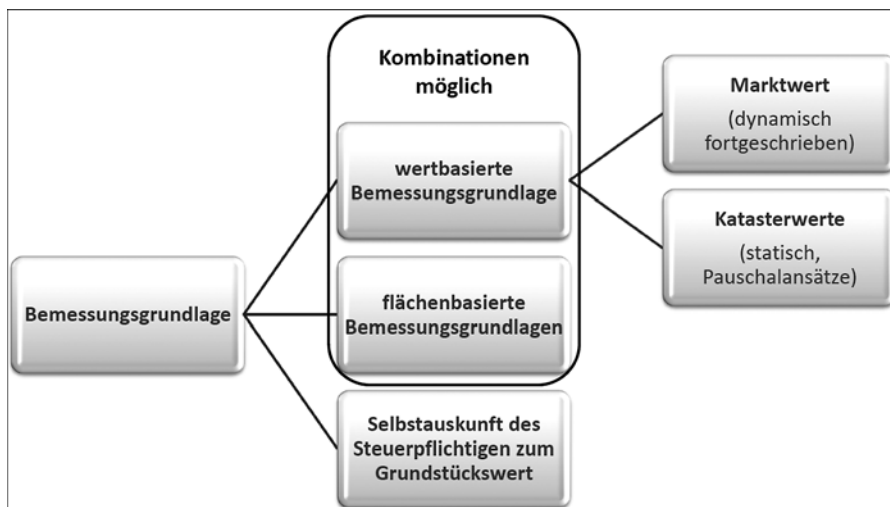 Kombinationen
möglich
wertbasierte
Bemessungsgrundlage
flächenbasierte
Bemessungsgrundlagen
Bemessungsgrundlage
Selbstauskunft des
Steuerpflichtigen zum
Grundstückswert
Marktwert
(dynamisch
fortgeschrieben)
Katasterwerte
(statisch,
Pauschalansätze)